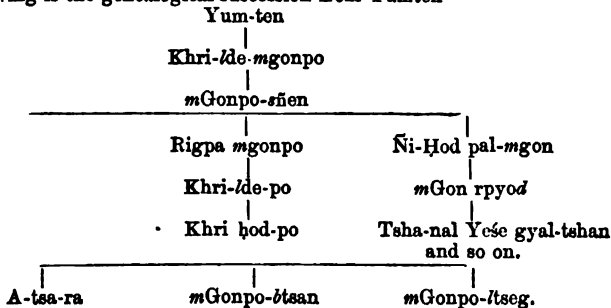 Yum-ten
Khri-lde-mgonpo
mGonpo-sñen
Rigpa mgonpo Ñi-Ḥod pal-mgon
Khri-lde-po mGon rpyod
Khri ḥod-po Tsha-nal Yeśe gyal-tshan
and so on.
A-tsa-ra mGonpo-btsan mGonpo-ltseg.